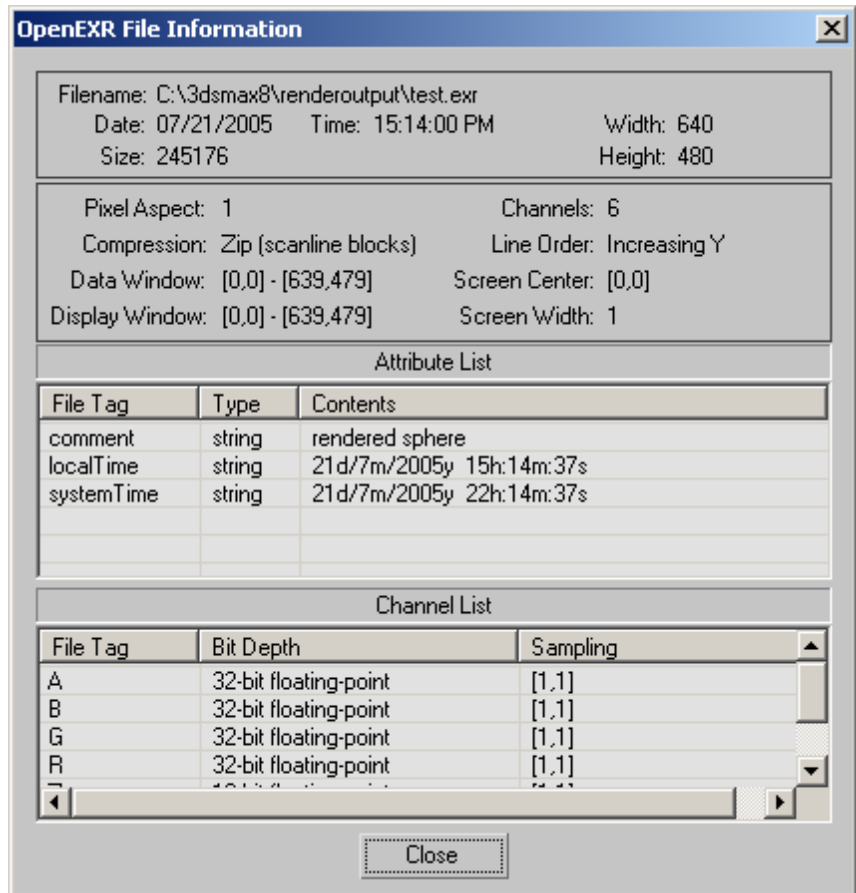 OpenEXR File Information
Filename: C:\3dsmax8\renderoutput\test.exr
Date: 07/21/2005 Time: 15:14:00 PM Width: 640
Size: 245176 Height: 480
Pixel Aspect: 1 Channels: 6
Compression: Zip (scanline blocks) Line Order: Increasing Y
Data Window: [0,0] - [639,479] Screen Center: [0,0]
Display Window: [0,0] - [639,479] Screen Width: 1
Attribute List
File Tag Type Contents
comment string rendered sphere
localTime string 21d/7m/2005y 15h:14m:37s
systemTime string 21d/7m/2005y 22h:14m:37s
Channel List
File Tag Bit Depth Sampling
A 32-bit floating-point [1,1]
B 32-bit floating-point [1,1]
G 32-bit floating-point [1,1]
R 32-bit floating-point [1,1]
Close